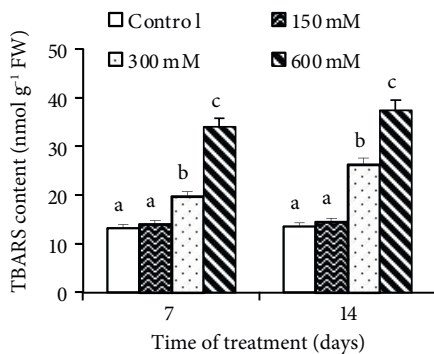 Control 150 mM
300 mM 600 mM
TBARS content (nmol g⁻¹ FW)
50
40
30
20
10
0
a a b c
a a b c
7 14
Time of treatment (days)